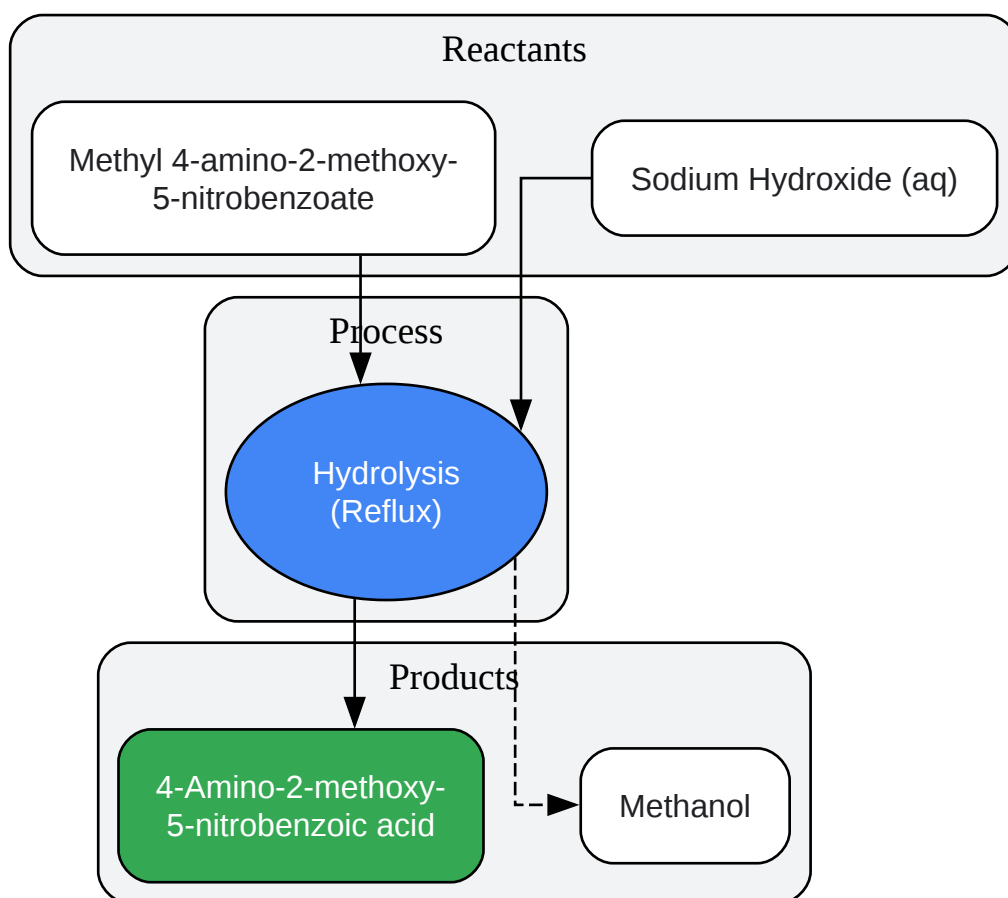 Reactants
Methyl 4-amino-2-methoxy-
5-nitrobenzoate
Sodium Hydroxide (aq)
Process
Hydrolysis
(Reflux)
Products
4-Amino-2-methoxy-
5-nitrobenzoic acid
Methanol